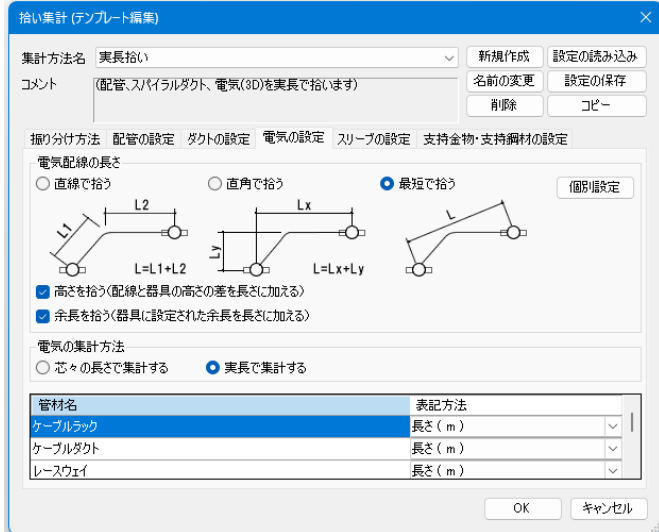 拾い集計 (テンプレート編集)
集計方法名 実長拾い 新規作成 設定の読み込み
コメント (配管、スパイラルダクト、電気(3D)を実長で拾います) 名前の変更 設定の保存
削除 コピー
振り分け方法 配管の設定 ダクトの設定 電気の設定 スリーブの設定 支持金物・支持鋼材の設定
電気配線の長さ
直線で拾う 直角で拾う 最短で拾う 個別設定
L1 L2 Lx Ly L
L=L1+L2 L=Lx+Ly
高さを拾う(配線と器具の高さの差を長さに加える)
余長を拾う(器具に設定された余長を長さに加える)
電気の集計方法
芯々の長さで集計する 実長で集計する
管材名 表記方法
ケーブルラック 長さ ( m )
ケーブルダクト 長さ ( m )
レースウェイ 長さ ( m )
OK キャンセル